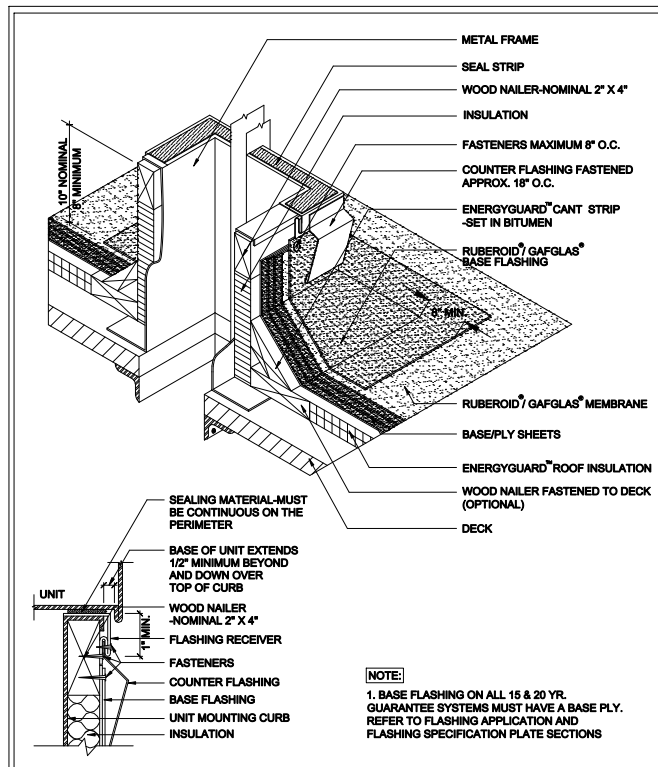 METAL FRAME
SEAL STRIP
WOOD NAILER-NOMINAL 2" X 4"
INSULATION
FASTENERS MAXIMUM 8" O.C.
COUNTER FLASHING FASTENED
APPROX. 18" O.C.
ENERGYGUARD™ CANT STRIP
-SET IN BITUMEN
RUBEROID®/ GAFGLAS®
BASE FLASHING
10" NOMINAL
8" MINIMUM
6" MIN.
RUBEROID®/ GAFGLAS® MEMBRANE
BASE/PLY SHEETS
ENERGYGUARD™ ROOF INSULATION
WOOD NAILER FASTENED TO DECK
(OPTIONAL)
DECK
SEALING MATERIAL-MUST
BE CONTINUOUS ON THE
PERIMETER
BASE OF UNIT EXTENDS
1/2" MINIMUM BEYOND
AND DOWN OVER
TOP OF CURB
UNIT
WOOD NAILER
-NOMINAL 2" X 4"
1" MIN.
FLASHING RECEIVER
FASTENERS
COUNTER FLASHING
BASE FLASHING
UNIT MOUNTING CURB
INSULATION
NOTE:
1. BASE FLASHING ON ALL 15 & 20 YR.
GUARANTEE SYSTEMS MUST HAVE A BASE PLY.
REFER TO FLASHING APPLICATION AND
FLASHING SPECIFICATION PLATE SECTIONS